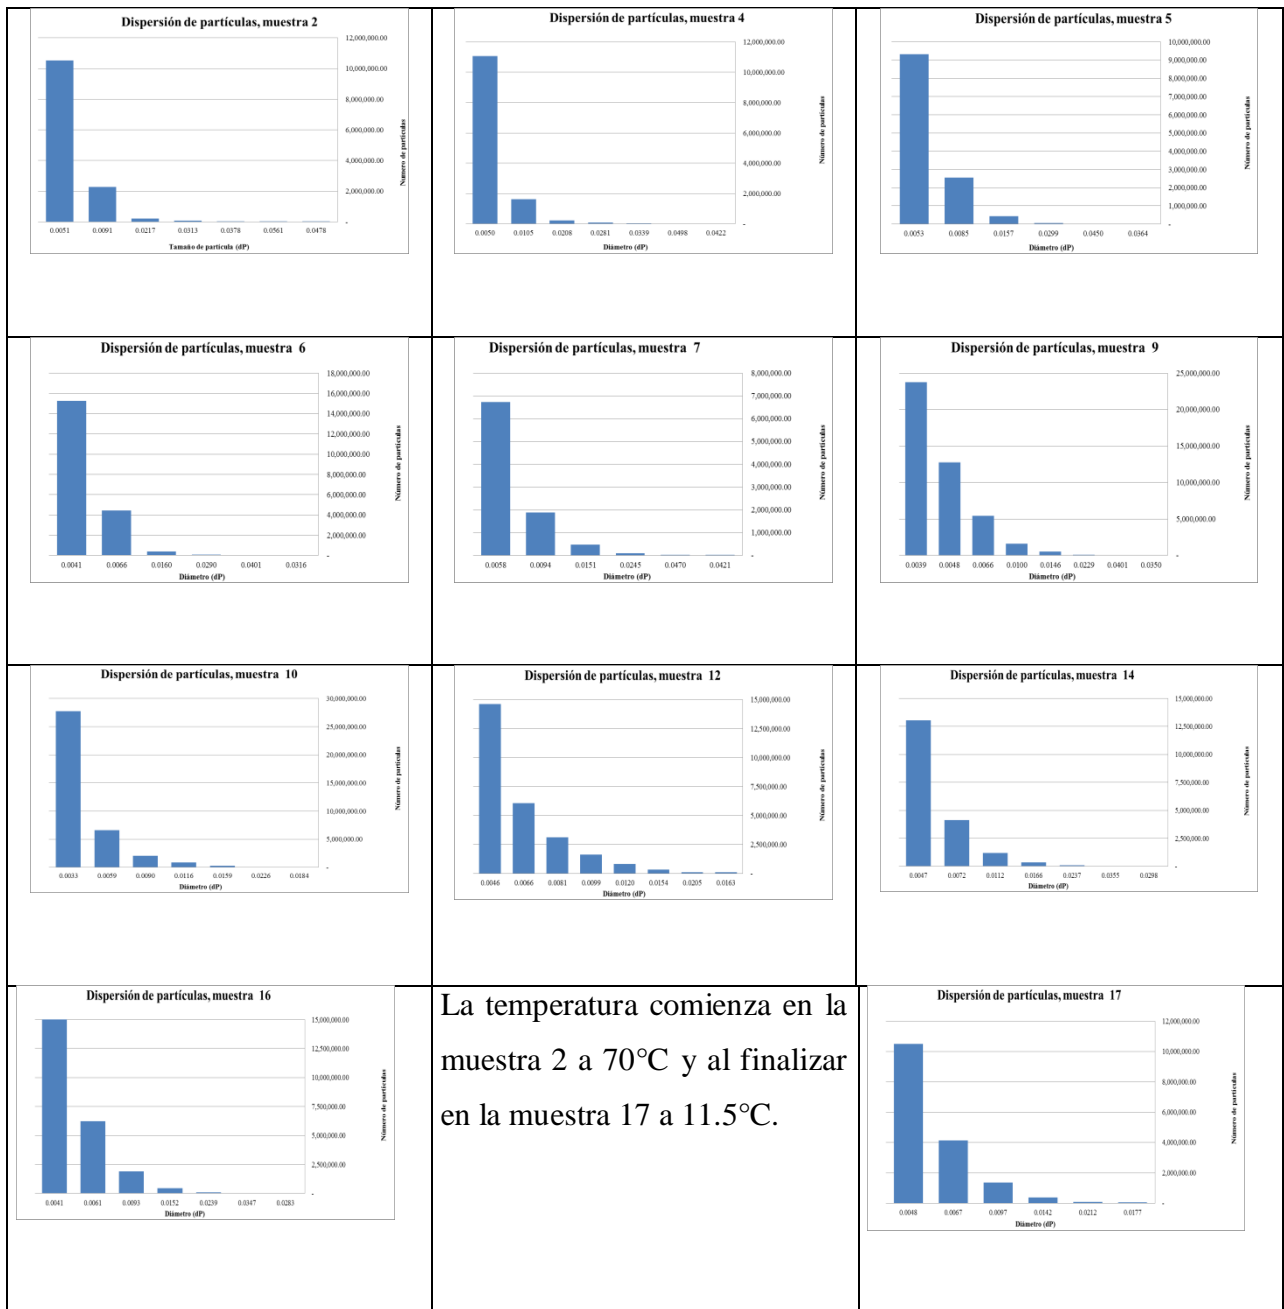 Dispersión de partículas, muestra 2
12,000,000.00
10,000,000.00
8,000,000.00
6,000,000.00
4,000,000.00
2,000,000.00
-
Número de partículas
0.0051 0.0091 0.0217 0.0313 0.0378 0.0561 0.0478
Tamaño de partícula (dP)
Dispersión de partículas, muestra 4
12,000,000.00
10,000,000.00
8,000,000.00
6,000,000.00
4,000,000.00
2,000,000.00
-
Número de partículas
0.0050 0.0105 0.0208 0.0281 0.0339 0.0498 0.0422
Diámetro (dP)
Dispersión de partículas, muestra 5
10,000,000.00
9,000,000.00
8,000,000.00
7,000,000.00
6,000,000.00
5,000,000.00
4,000,000.00
3,000,000.00
2,000,000.00
1,000,000.00
-
Número de partículas
0.0053 0.0085 0.0157 0.0299 0.0450 0.0364
Diámetro (dP)
Dispersión de partículas, muestra 6
18,000,000.00
16,000,000.00
14,000,000.00
12,000,000.00
10,000,000.00
8,000,000.00
6,000,000.00
4,000,000.00
2,000,000.00
-
Número de partículas
0.0041 0.0066 0.0160 0.0290 0.0401 0.0316
Diámetro (dP)
Dispersión de partículas, muestra 7
8,000,000.00
7,000,000.00
6,000,000.00
5,000,000.00
4,000,000.00
3,000,000.00
2,000,000.00
1,000,000.00
-
Número de partículas
0.0058 0.0094 0.0151 0.0245 0.0470 0.0421
Diámetro (dP)
Dispersión de partículas, muestra 9
25,000,000.00
20,000,000.00
15,000,000.00
10,000,000.00
5,000,000.00
-
Número de partículas
0.0039 0.0048 0.0066 0.0100 0.0146 0.0229 0.0401 0.0350
Diámetro (dP)
Dispersión de partículas, muestra 10
30,000,000.00
25,000,000.00
20,000,000.00
15,000,000.00
10,000,000.00
5,000,000.00
-
Número de partículas
0.0033 0.0059 0.0090 0.0116 0.0159 0.0226 0.0184
Diámetro (dP)
Dispersión de partículas, muestra 12
15,000,000.00
12,500,000.00
10,000,000.00
7,500,000.00
5,000,000.00
2,500,000.00
-
Número de partículas
0.0046 0.0066 0.0081 0.0099 0.0120 0.0154 0.0205 0.0163
Diámetro (dP)
Dispersión de partículas, muestra 14
15,000,000.00
12,500,000.00
10,000,000.00
7,500,000.00
5,000,000.00
2,500,000.00
-
Número de partículas
0.0047 0.0072 0.0112 0.0166 0.0237 0.0355 0.0298
Diámetro (dP)
Dispersión de partículas, muestra 16
15,000,000.00
12,500,000.00
10,000,000.00
7,500,000.00
5,000,000.00
2,500,000.00
-
Número de partículas
0.0041 0.0061 0.0093 0.0152 0.0239 0.0347 0.0283
Diámetro (dP)
La temperatura comienza en la
muestra 2 a 70°C y al finalizar
en la muestra 17 a 11.5°C.
Dispersión de partículas, muestra 17
12,000,000.00
10,000,000.00
8,000,000.00
6,000,000.00
4,000,000.00
2,000,000.00
-
Número de partículas
0.0048 0.0067 0.0097 0.0142 0.0212 0.0177
Diámetro (dP)